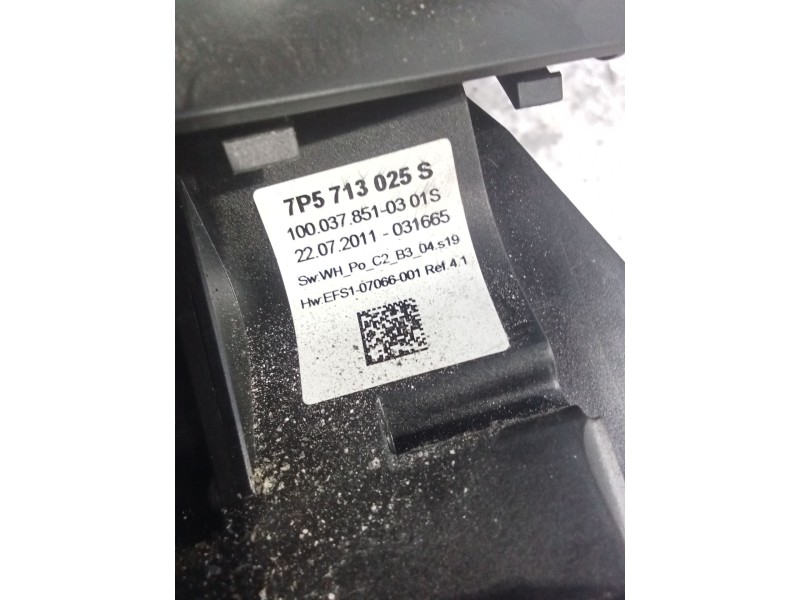 7P5 713 025 S
100.037.851-03 01S
22.07.2011 - 031665
Sw.WH_Po_C2_B3_04.s19
Hw.EFS1-07066-001 Ref.4.1